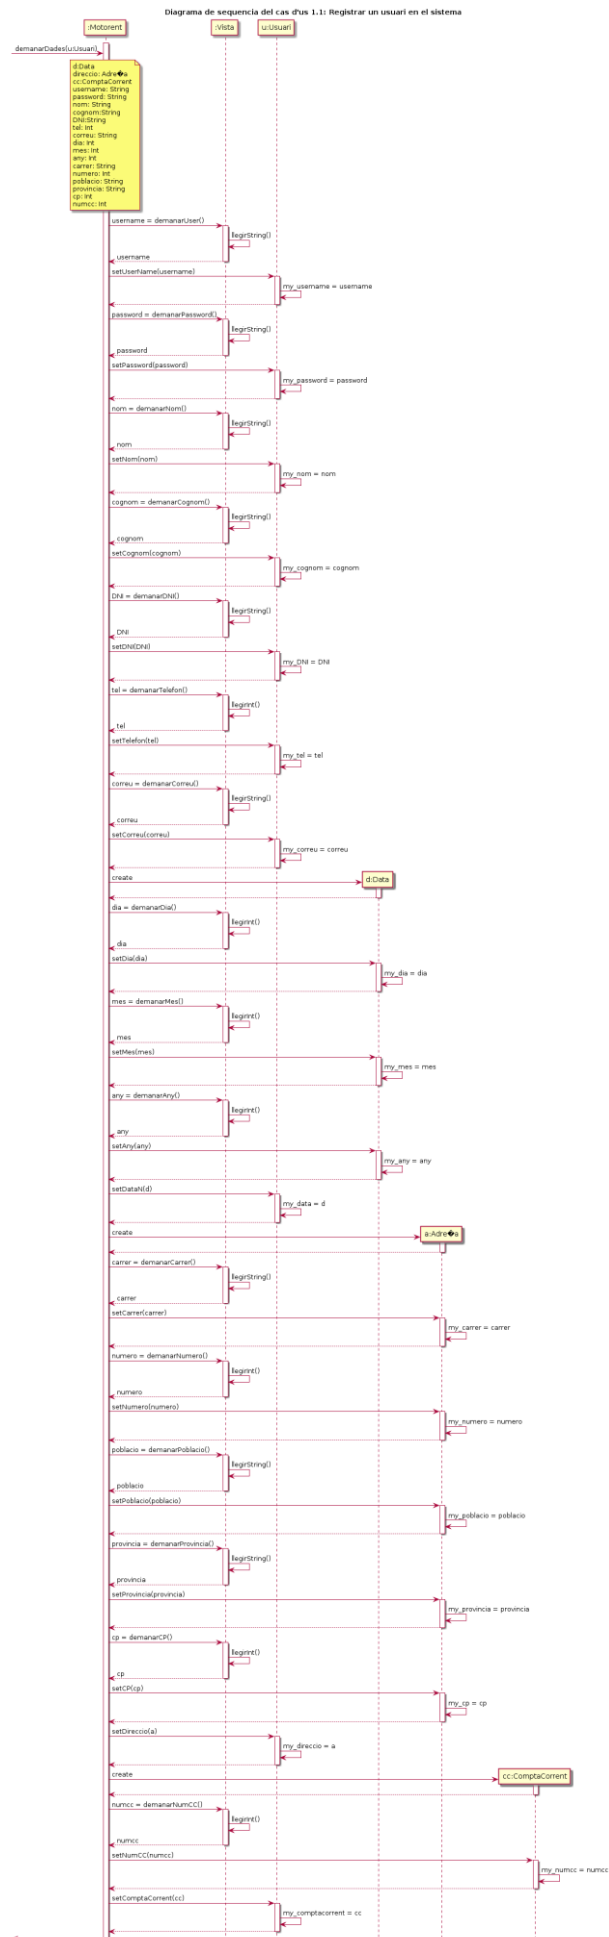 Diagrama de sequencia del cas d'us 1.1: Registrar un usuari en el sistema
:Motorent
:Vista
u:Usuari
demanarDades(u:Usuari)
d:Data
direccio: Adre�a
cc:ComptaCorrent
username: String
password: String
nom: String
cognom:String
DNI:String
tel: Int
correu: String
dia: Int
mes: Int
any: Int
carrer: String
numero: Int
poblacio: String
provincia: String
cp: Int
numcc: Int
username = demanarUser()
llegirString()
username
setUserName(username)
my_username = username
password = demanarPassword()
llegirString()
password
setPassword(password)
my_password = password
nom = demanarNom()
llegirString()
nom
setNom(nom)
my_nom = nom
cognom = demanarCognom()
llegirString()
cognom
setCognom(cognom)
my_cognom = cognom
DNI = demanarDNI()
llegirString()
DNI
setDNI(DNI)
my_DNI = DNI
tel = demanarTelefon()
llegirInt()
tel
setTelefon(tel)
my_tel = tel
correu = demanarCorreu()
llegirString()
correu
setCorreu(correu)
my_correu = correu
create
d:Data
dia = demanarDia()
llegirInt()
dia
setDia(dia)
my_dia = dia
mes = demanarMes()
llegirInt()
mes
setMes(mes)
my_mes = mes
any = demanarAny()
llegirInt()
any
setAny(any)
my_any = any
setDataN(d)
my_data = d
create
a:Adre�a
carrer = demanarCarrer()
llegirString()
carrer
setCarrer(carrer)
my_carrer = carrer
numero = demanarNumero()
llegirInt()
numero
setNumero(numero)
my_numero = numero
poblacio = demanarPoblacio()
llegirString()
poblacio
setPoblacio(poblacio)
my_poblacio = poblacio
provincia = demanarProvincia()
llegirString()
provincia
setProvincia(provincia)
my_provincia = provincia
cp = demanarCP()
llegirInt()
cp
setCP(cp)
my_cp = cp
setDireccio(a)
my_direccio = a
create
cc:ComptaCorrent
numcc = demanarNumCC()
llegirInt()
numcc
setNumCC(numcc)
my_numcc = numcc
setComptaCorrent(cc)
my_comptacorrent = cc